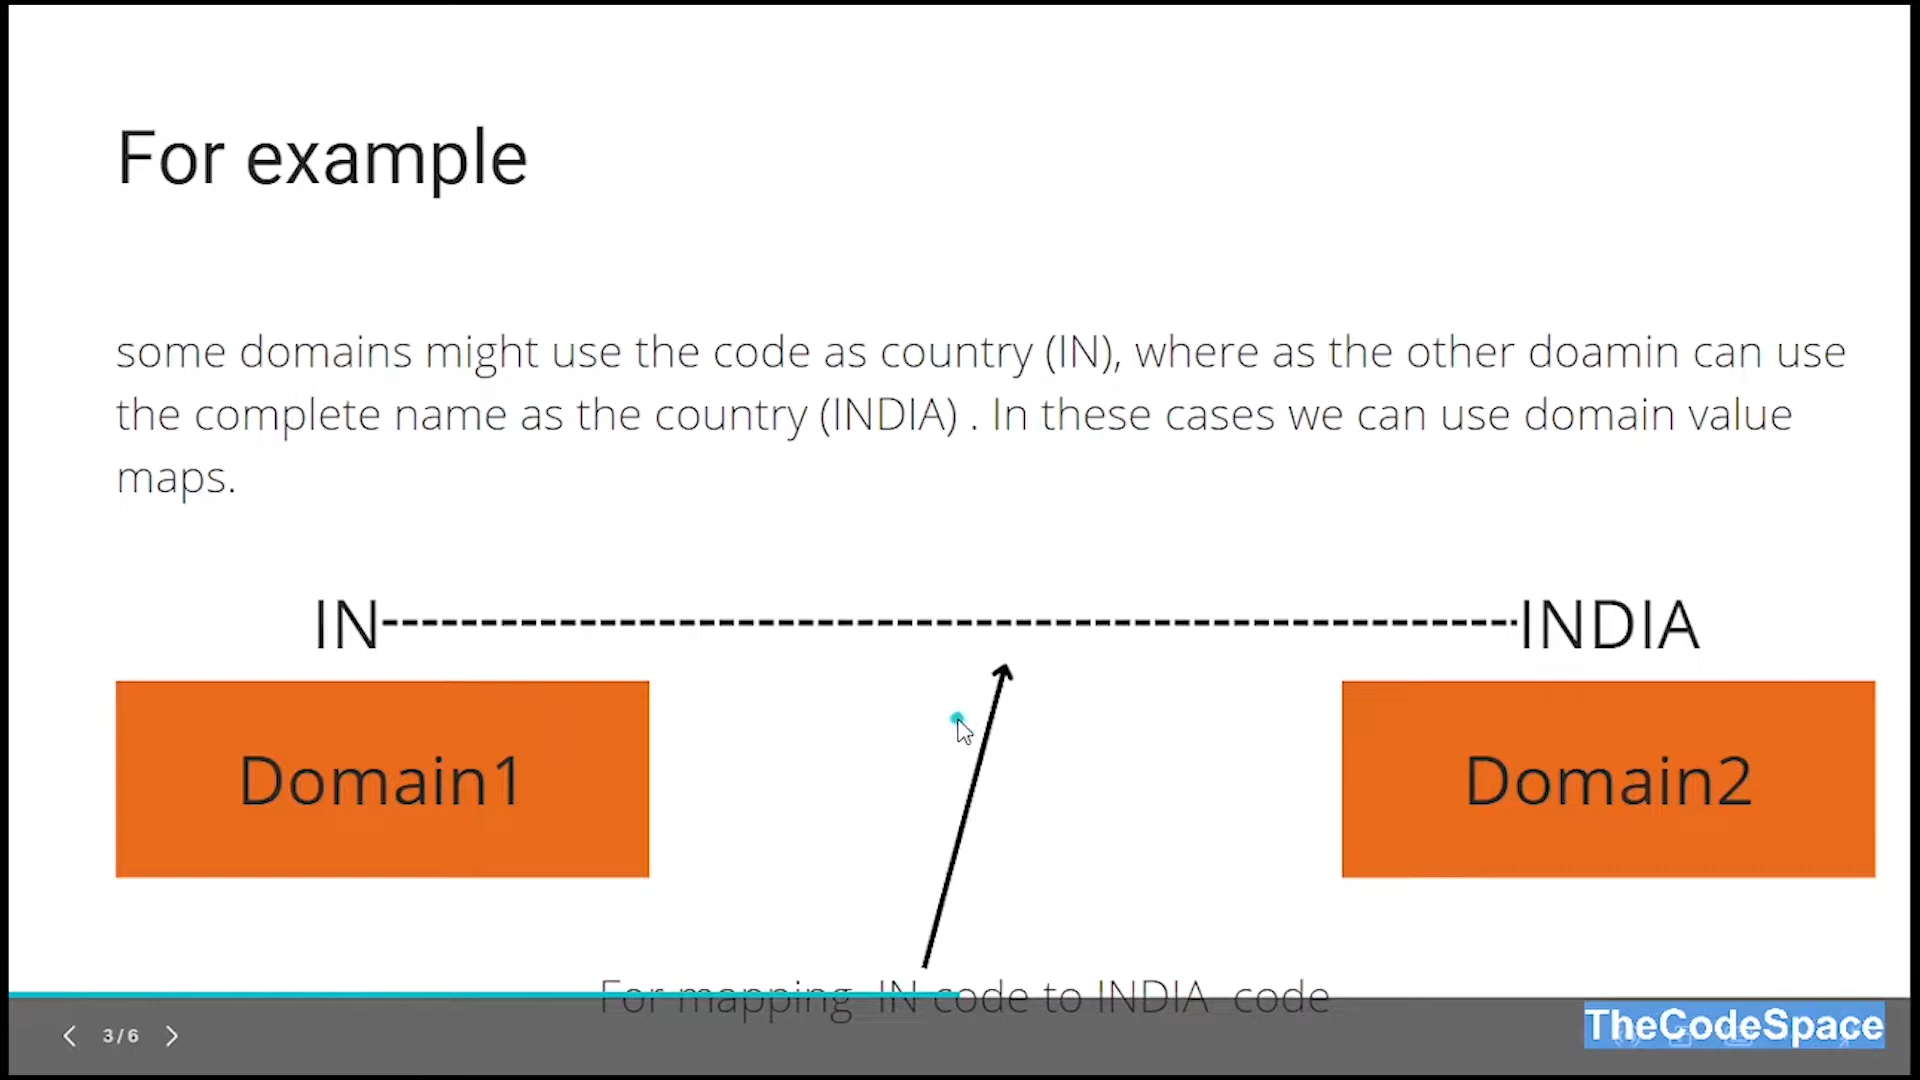 For example
some domains might use the code as country (IN), where as the other doamin can use
the complete name as the country (INDIA) . In these cases we can use domain value
maps.
IN---------------------------------------------------------INDIA
Domain1
Domain2
For mapping IN code to INDIA code
3/6
TheCodeSpace